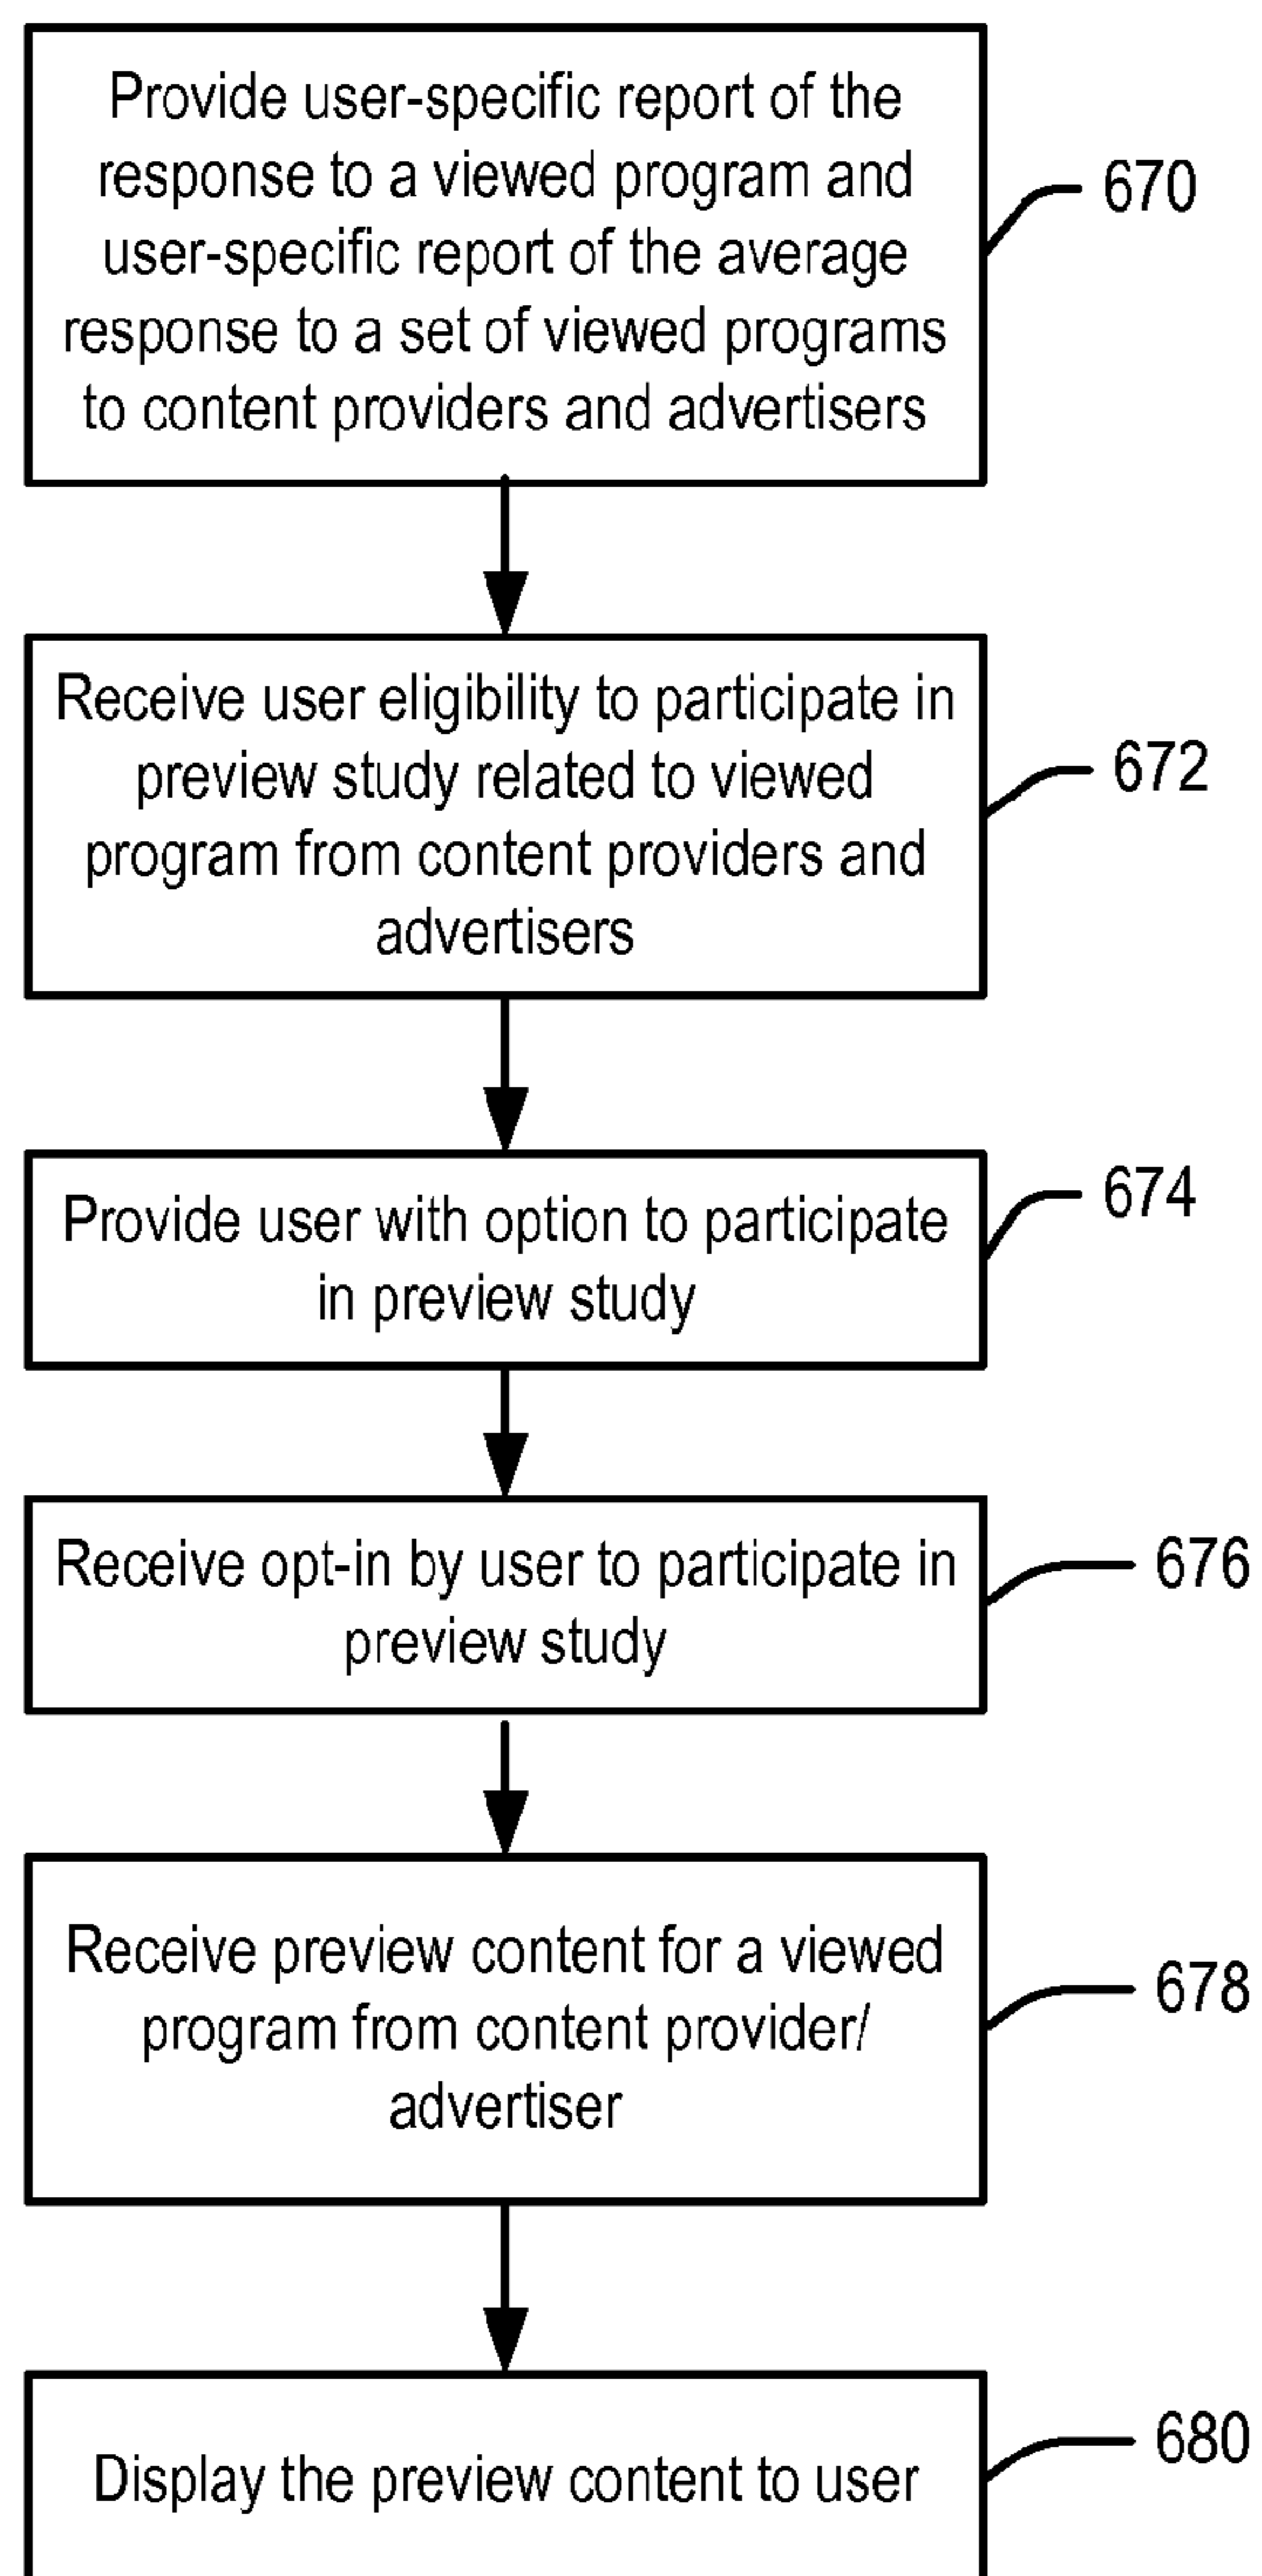 Provide user-specific report of the
response to a viewed program and
user-specific report of the average
response to a set of viewed programs
to content providers and advertisers
670
Receive user eligibility to participate in
preview study related to viewed
program from content providers and
advertisers
672
Provide user with option to participate
in preview study
674
Receive opt-in by user to participate in
preview study
676
Receive preview content for a viewed
program from content provider/
advertiser
678
Display the preview content to user
680